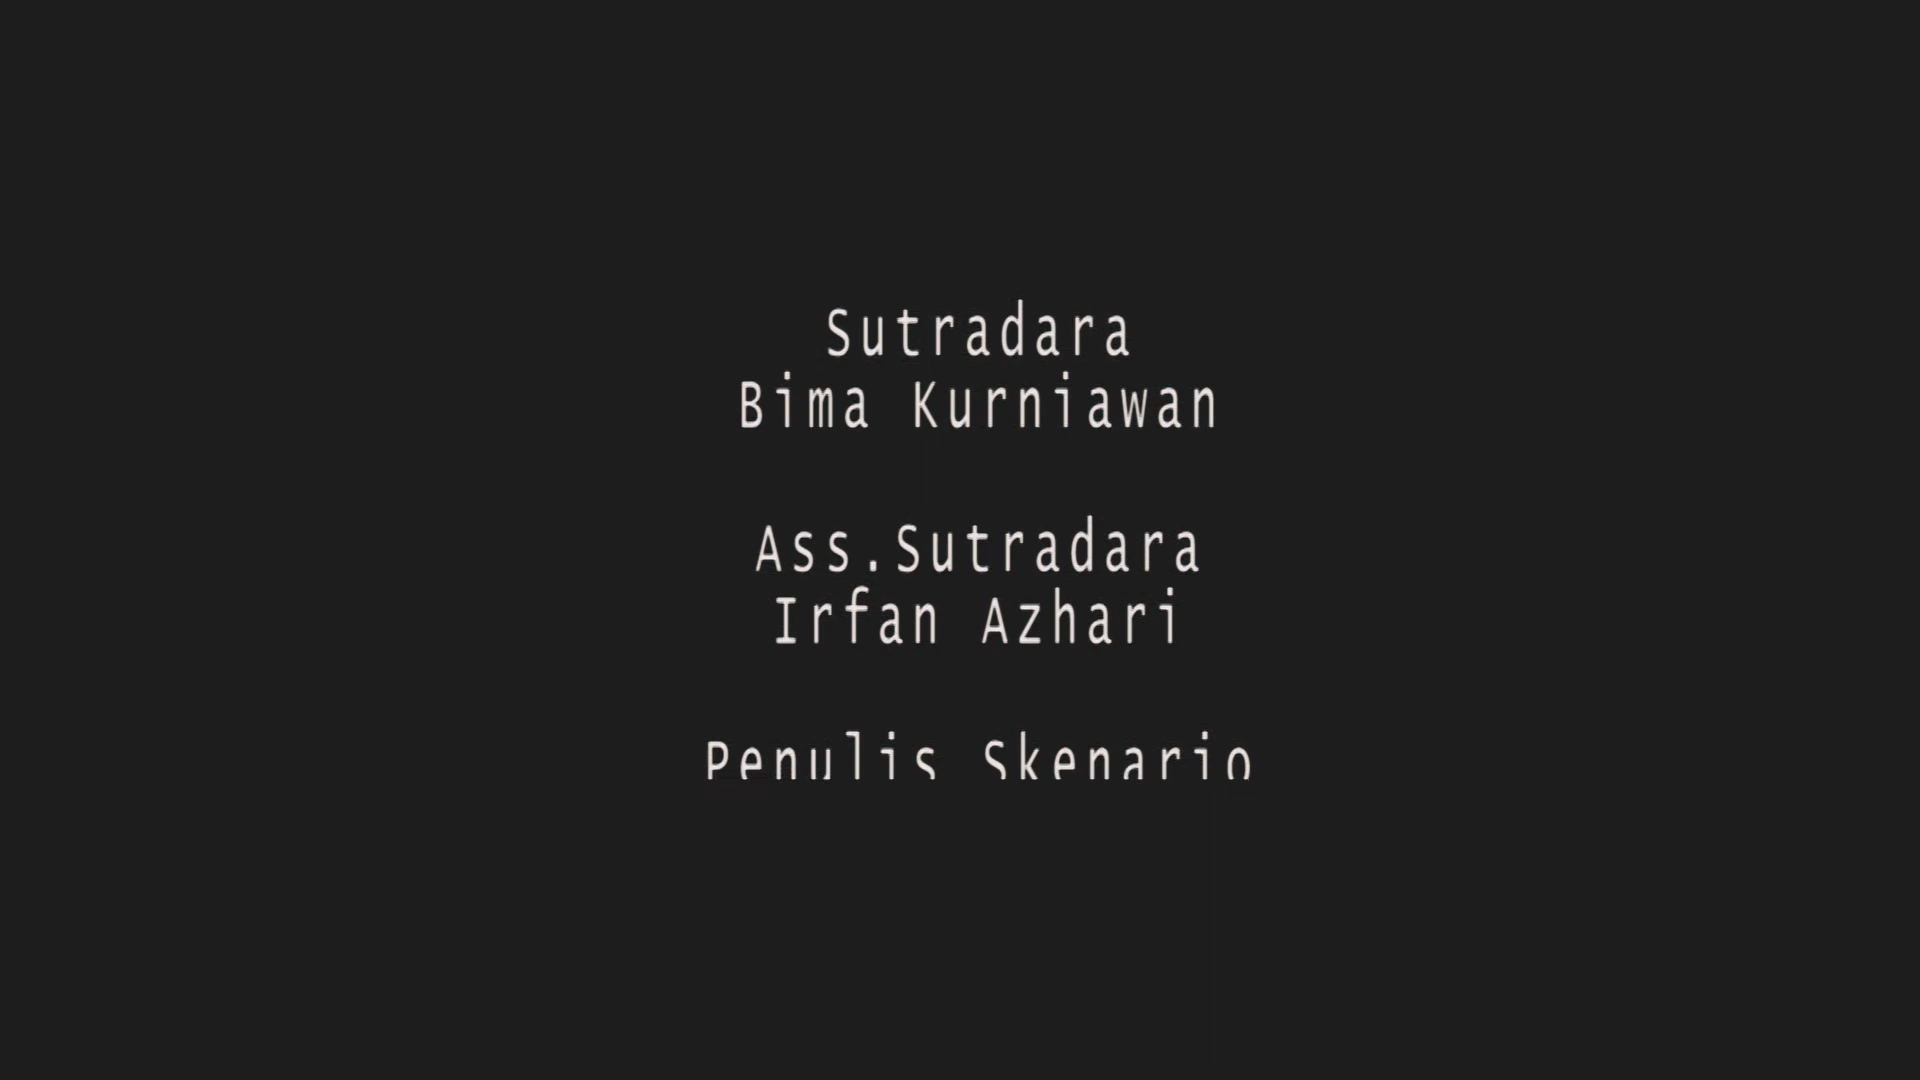 Sutradara
Bima Kurniawan
Ass.Sutradara
Irfan Azhari
Penulis Skenario